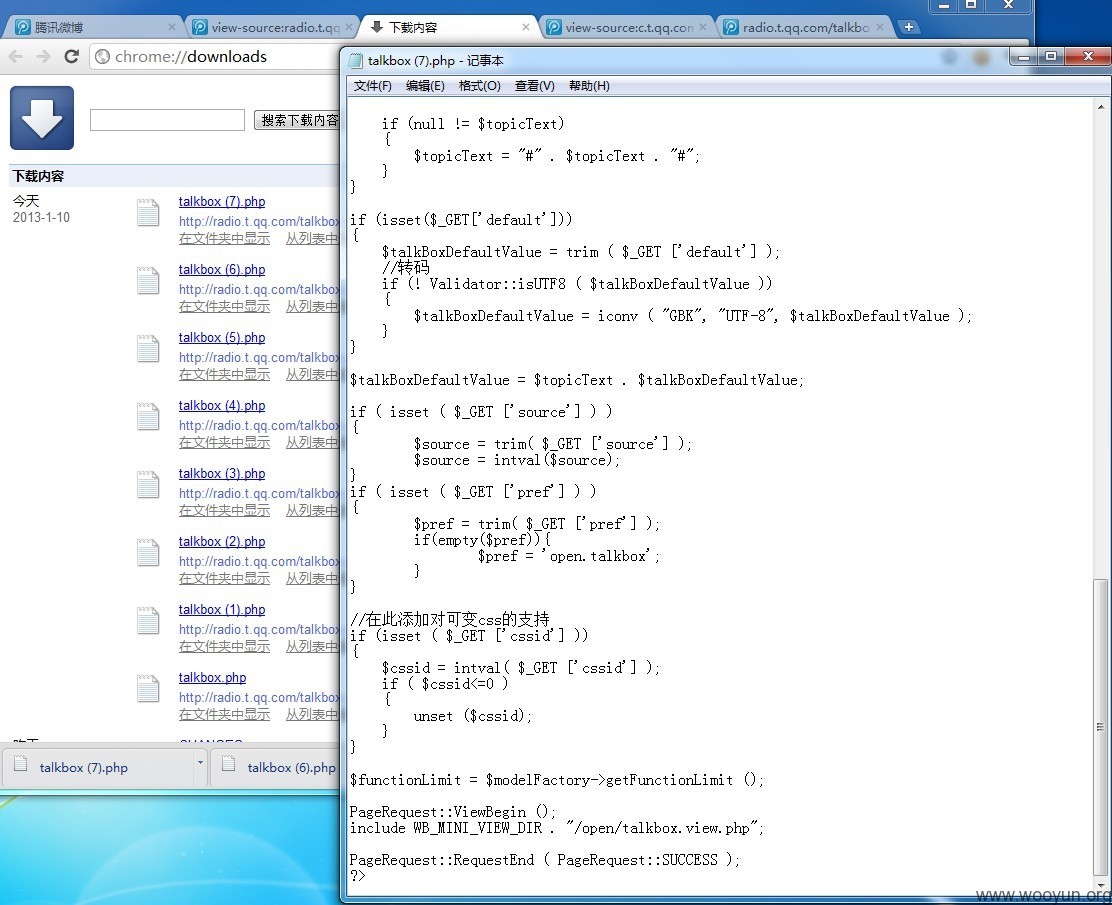 腾讯微博
view-source:radio.t.qq
下载内容
view-source:c.t.qq.com
radio.t.qq.com/talkbo
chrome://downloads
搜索下载内容
下载内容
今天
2013-1-10
talkbox (7).php
http://radio.t.qq.com/talkbox
在文件夹中显示 从列表中
talkbox (6).php
http://radio.t.qq.com/talkbox
在文件夹中显示 从列表中
talkbox (5).php
http://radio.t.qq.com/talkbox
在文件夹中显示 从列表中
talkbox (4).php
http://radio.t.qq.com/talkbox
在文件夹中显示 从列表中
talkbox (3).php
http://radio.t.qq.com/talkbox
在文件夹中显示 从列表中
talkbox (2).php
http://radio.t.qq.com/talkbox
在文件夹中显示 从列表中
talkbox (1).php
http://radio.t.qq.com/talkbox
在文件夹中显示 从列表中
talkbox.php
http://radio.t.qq.com/talkbox
在文件夹中显示 从列表中
talkbox (7).php
talkbox (6).php
talkbox (7).php - 记事本
文件(F) 编辑(E) 格式(O) 查看(V) 帮助(H)
if (null != $topicText)
{
$topicText = "#" . $topicText . "#";
}
}
if (isset($_GET['default']))
{
$talkBoxDefaultValue = trim ( $_GET ['default'] );
//转码
if (! Validator::isUTF8 ( $talkBoxDefaultValue ))
{
$talkBoxDefaultValue = iconv ( "GBK", "UTF-8", $talkBoxDefaultValue );
}
}
$talkBoxDefaultValue = $topicText . $talkBoxDefaultValue;
if ( isset ( $_GET ['source'] ) )
{
$source = trim( $_GET ['source'] );
$source = intval($source);
}
if ( isset ( $_GET ['pref'] ) )
{
$pref = trim( $_GET ['pref'] );
if(empty($pref)){
$pref = 'open.talkbox';
}
}
//在此添加对可变css的支持
if (isset ( $_GET ['cssid'] ))
{
$cssid = intval( $_GET ['cssid'] );
if ( $cssid<=0 )
{
unset ($cssid);
}
}
$functionLimit = $modelFactory->getFunctionLimit ();
PageRequest::ViewBegin ();
include WB_MINI_VIEW_DIR . "/open/talkbox.view.php";
PageRequest::RequestEnd ( PageRequest::SUCCESS );
?>
www.wooyun.org